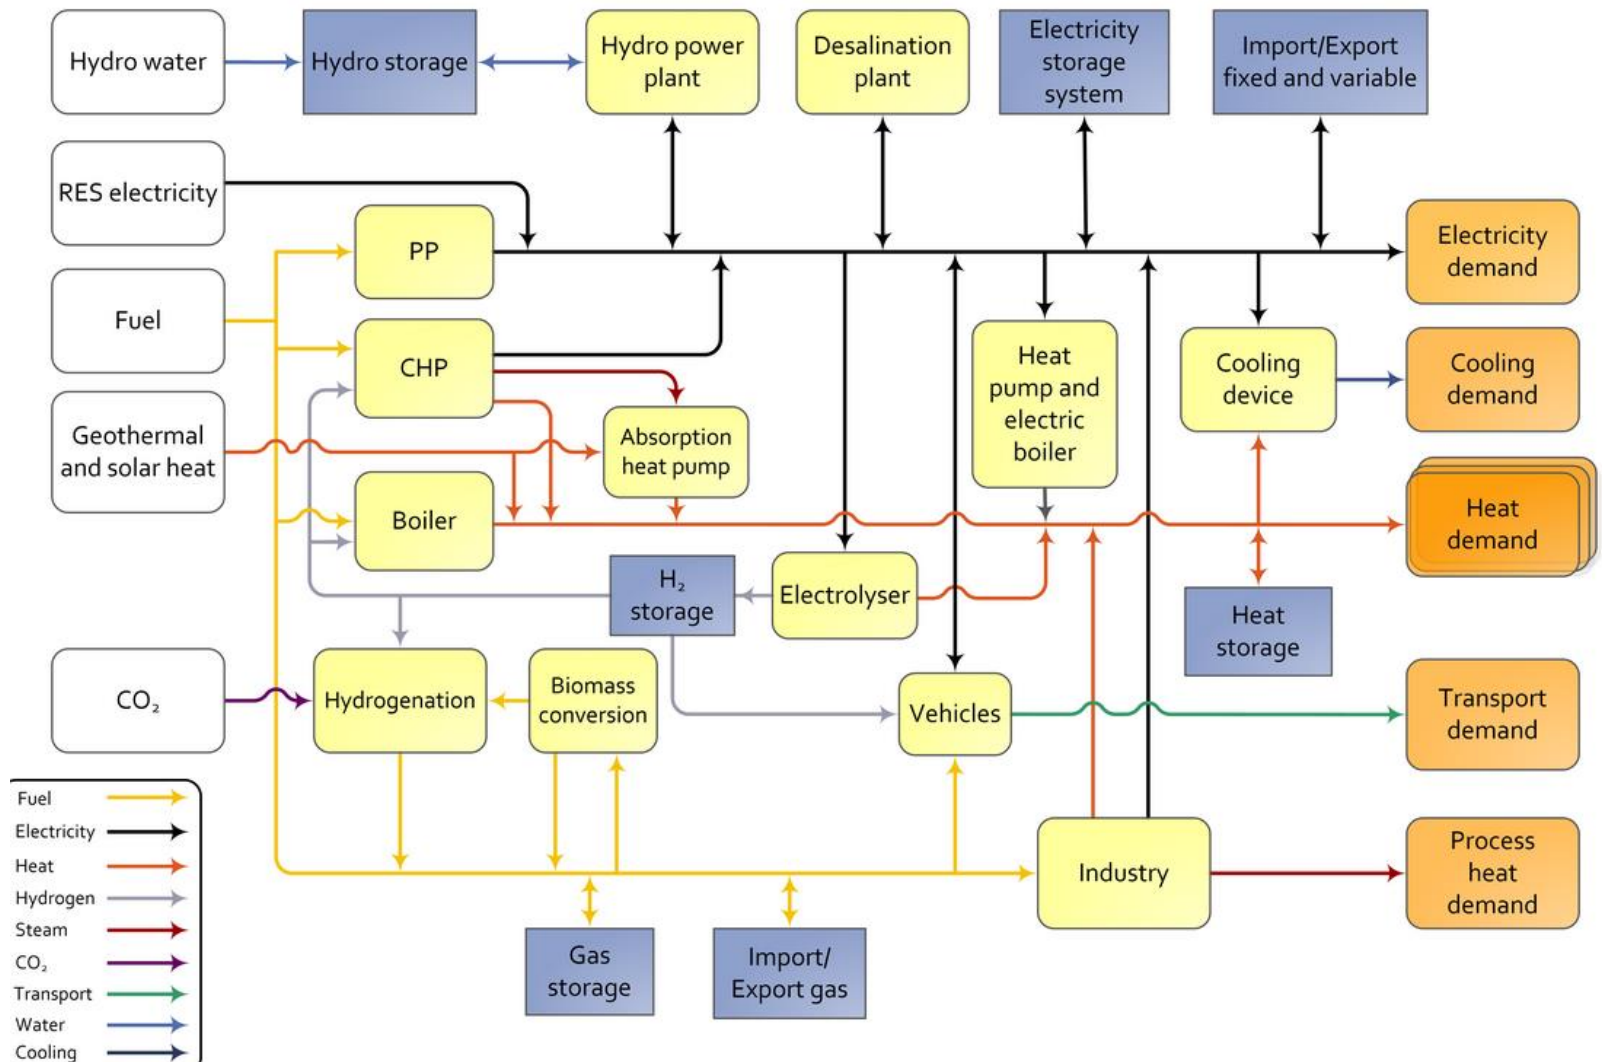 Hydro water
Hydro storage
Hydro power
plant
Desalination
plant
Electricity
storage
system
Import/Export
fixed and variable
RES electricity
PP
Electricity
demand
Fuel
CHP
Heat
pump and
electric
boiler
Cooling
device
Cooling
demand
Geothermal
and solar heat
Absorption
heat pump
Boiler
Heat
demand
H₂
storage
Electrolyser
Heat
storage
CO₂
Hydrogenation
Biomass
conversion
Vehicles
Transport
demand
Industry
Process
heat
demand
Gas
storage
Import/
Export gas
Fuel
Electricity
Heat
Hydrogen
Steam
CO₂
Transport
Water
Cooling